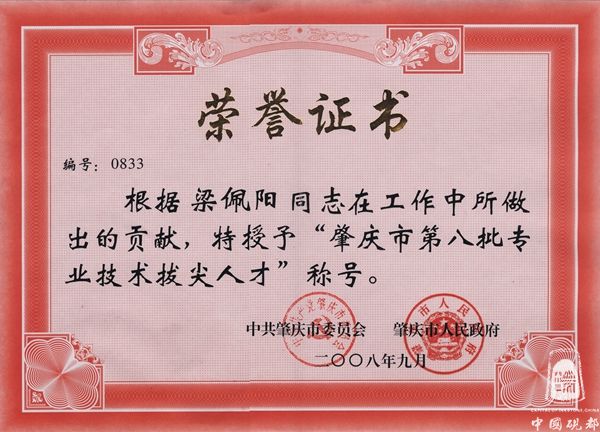 荣誉证书
编号：0833
根据梁佩阳同志在工作中所做
出的贡献，特授予“肇庆市第八批专
业技术拔尖人才”称号。
中共肇庆市委员会 肇庆市人民政府
二〇〇八年九月
中國硯都